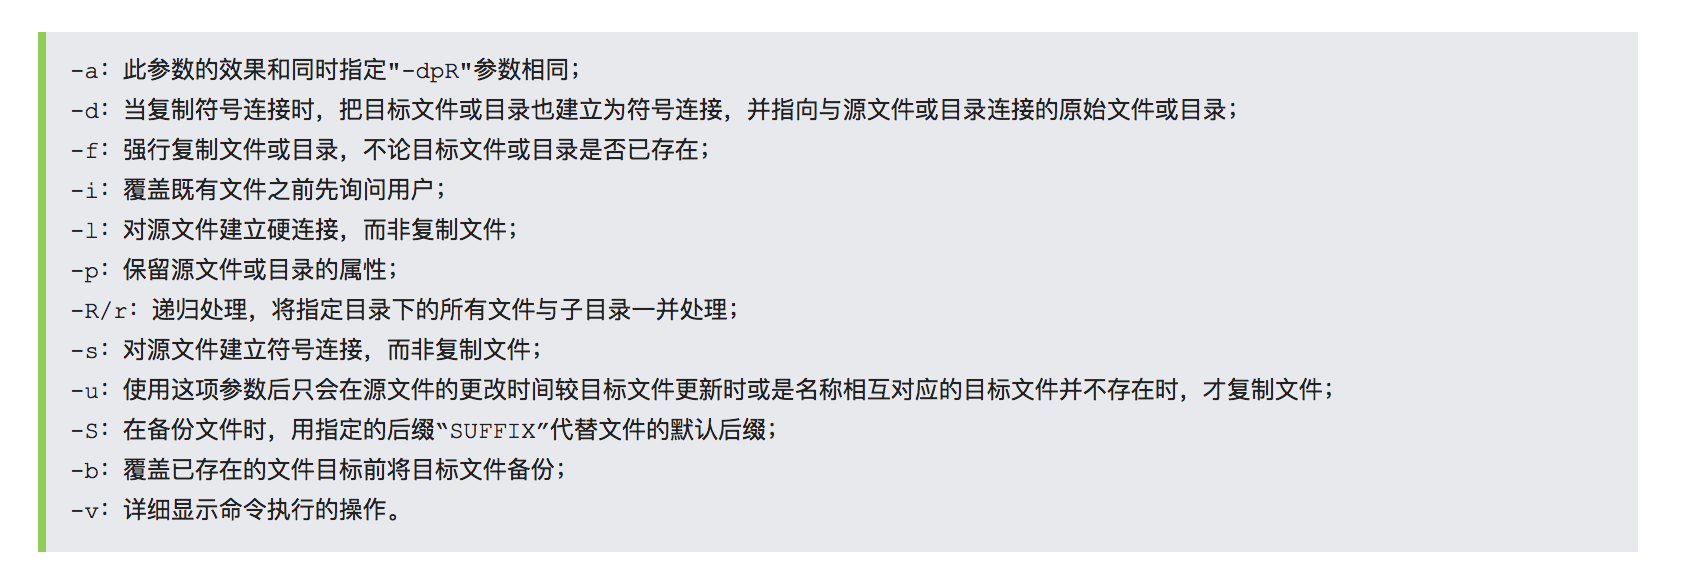 -a：此参数的效果和同时指定"-dpR"参数相同；
-d：当复制符号连接时，把目标文件或目录也建立为符号连接，并指向与源文件或目录连接的原始文件或目录；
-f：强行复制文件或目录，不论目标文件或目录是否已存在；
-i：覆盖既有文件之前先询问用户；
-l：对源文件建立硬连接，而非复制文件；
-p：保留源文件或目录的属性；
-R/r：递归处理，将指定目录下的所有文件与子目录一并处理；
-s：对源文件建立符号连接，而非复制文件；
-u：使用这项参数后只会在源文件的更改时间较目标文件更新时或是名称相互对应的目标文件并不存在时，才复制文件；
-S：在备份文件时，用指定的后缀“SUFFIX”代替文件的默认后缀；
-b：覆盖已存在的文件目标前将目标文件备份；
-v：详细显示命令执行的操作。